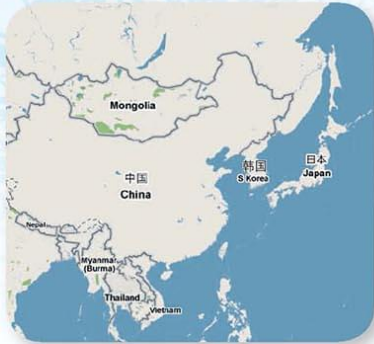 Mongolia
中国
China
韩国
S Korea
日本
Japan
Nepal
Myanmar
(Burma)
Thailand
Vietnam